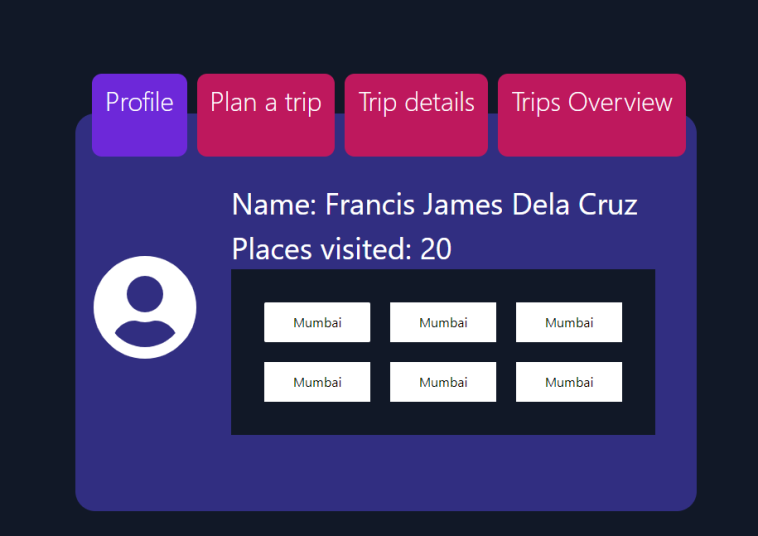 Profile Plan a trip Trip details Trips Overview
Name: Francis James Dela Cruz
Places visited: 20
Mumbai Mumbai Mumbai
Mumbai Mumbai Mumbai